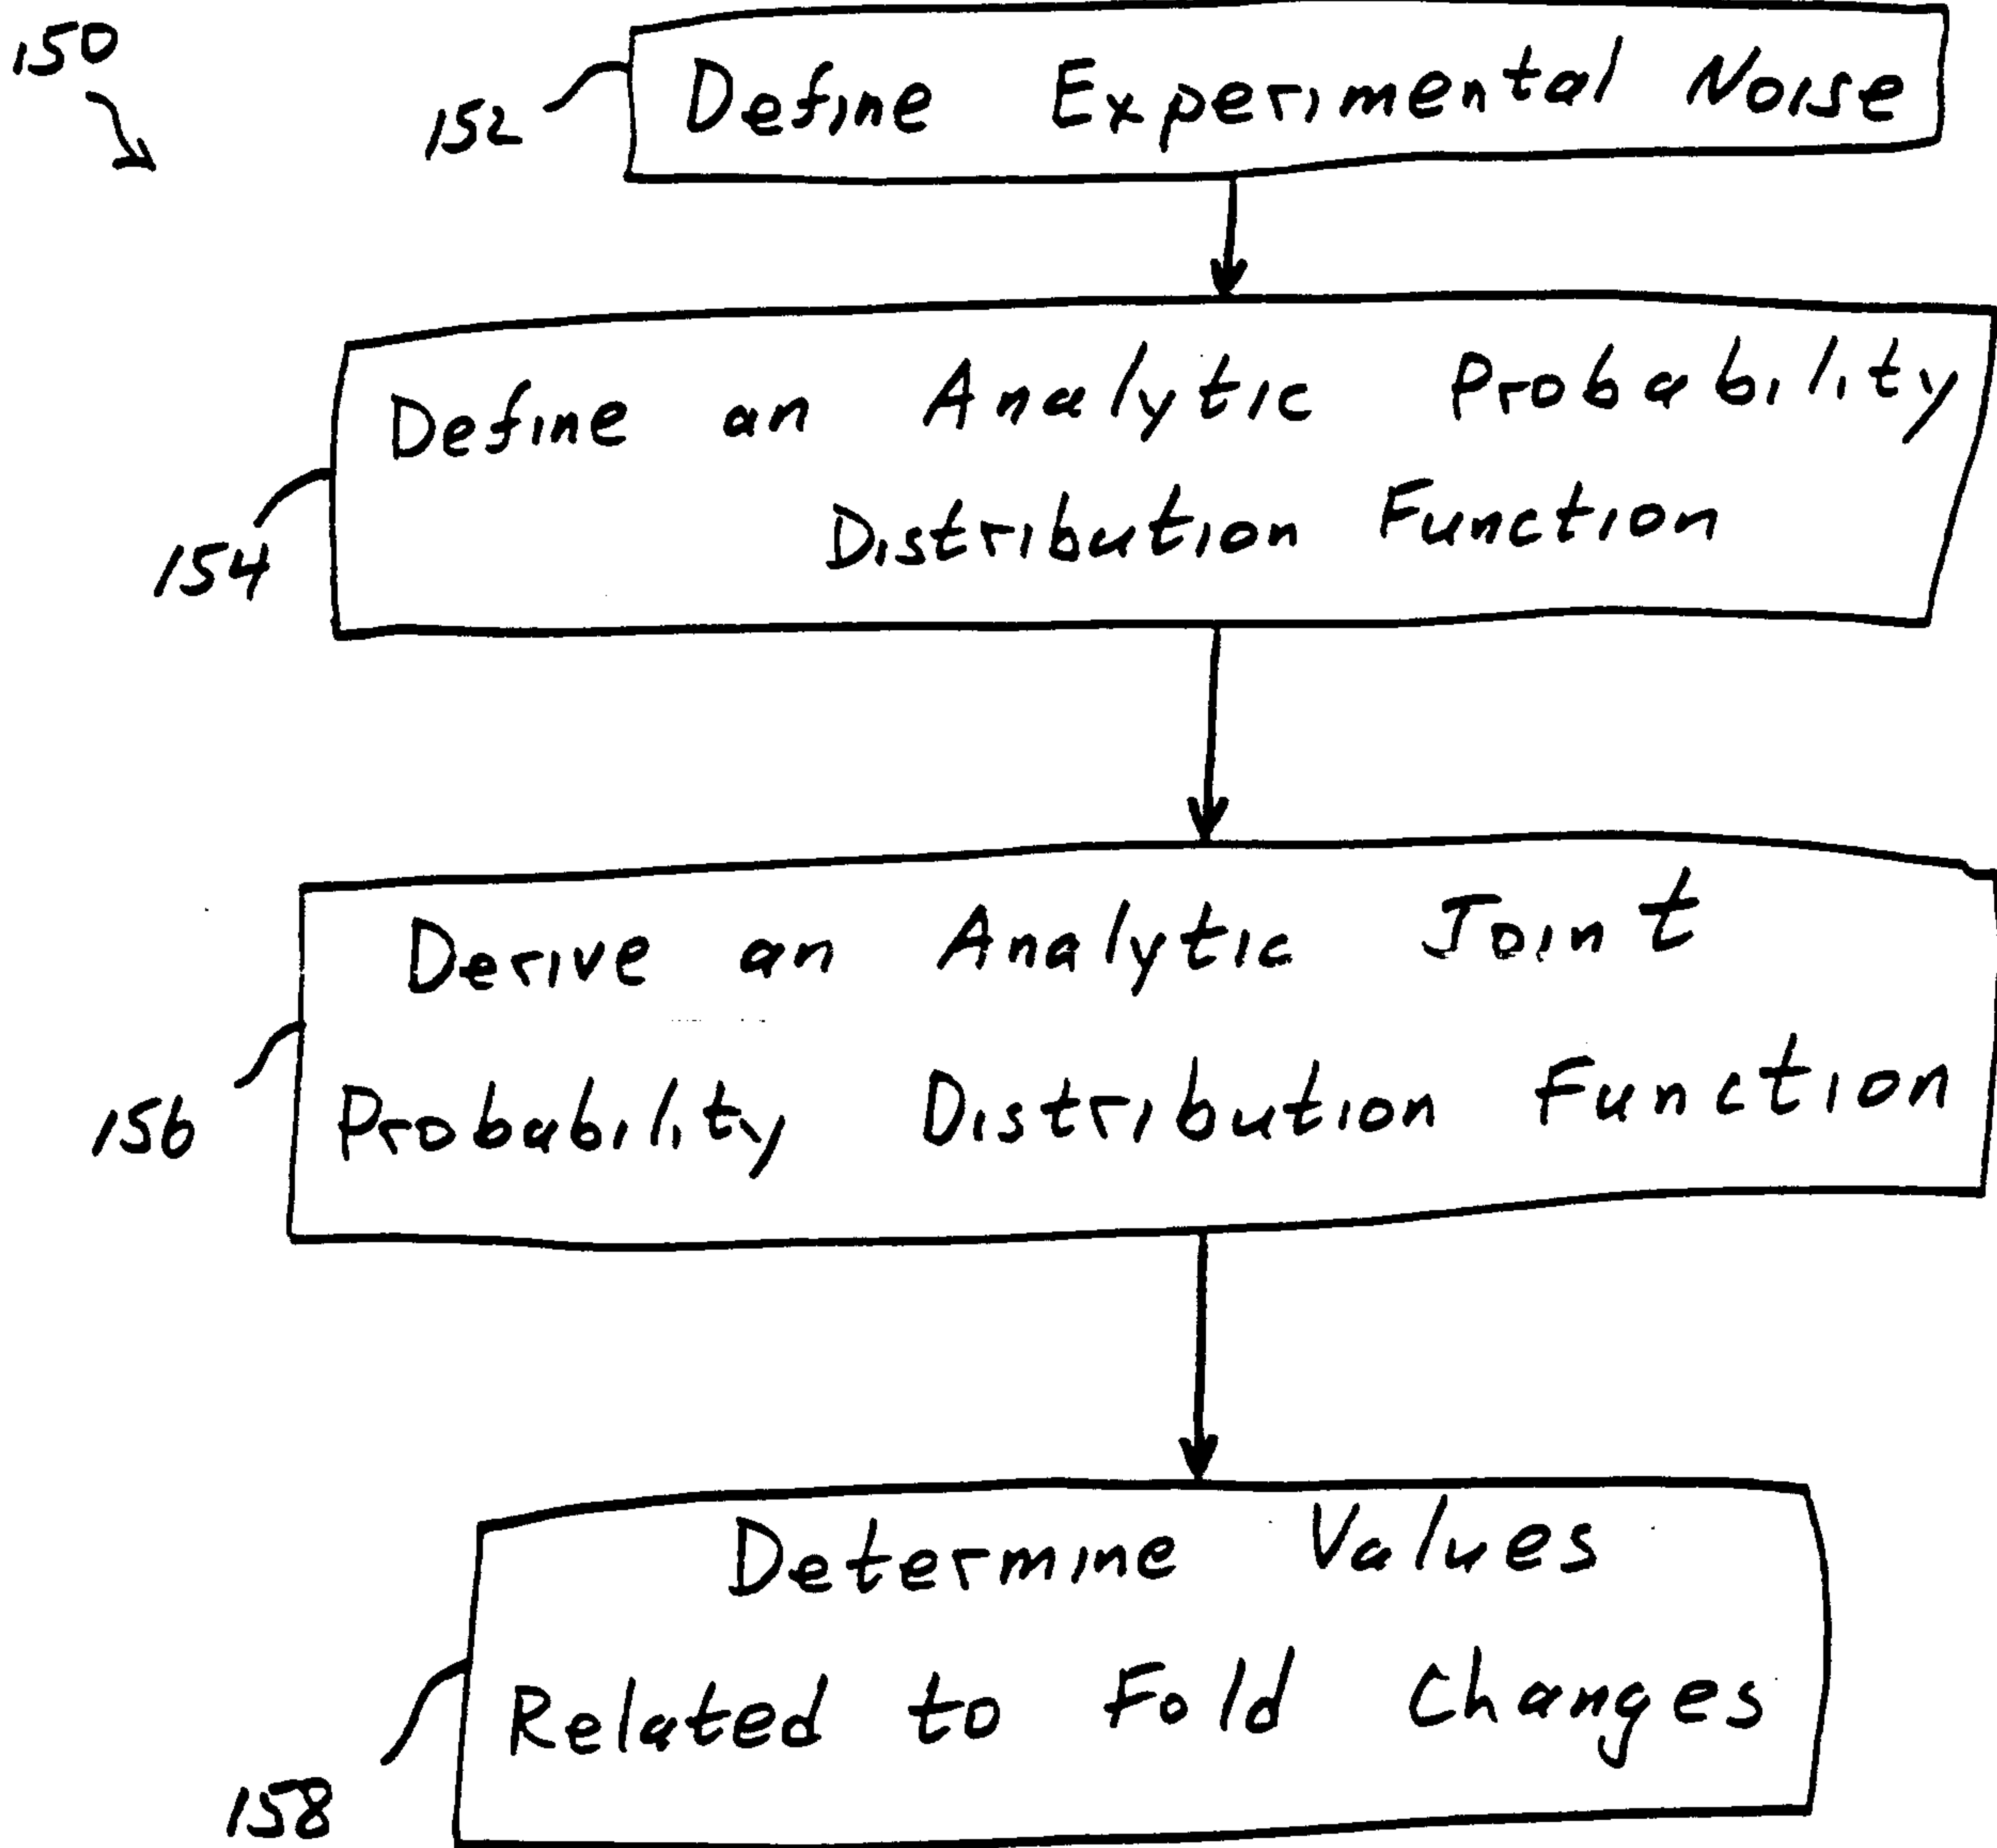 150
152
Define Experimental Noise
154
Define an Analytic Probability
Distribution Function
156
Derive an Analytic Joint
Probability Distribution Function
158
Determine Values
Related to Fold Changes